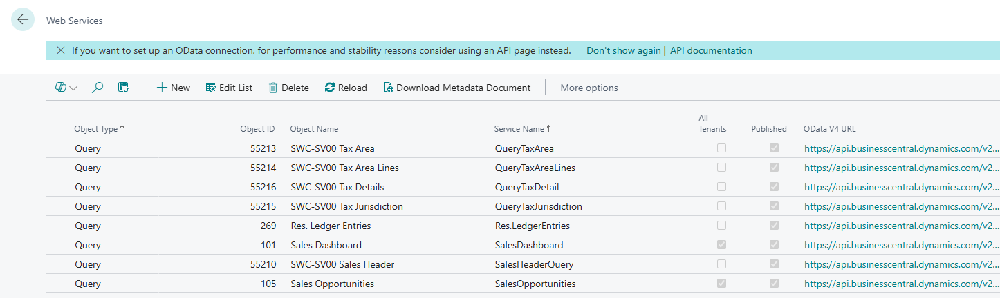 Web Services
If you want to set up an OData connection, for performance and stability reasons consider using an API page instead. Don't show again | API documentation
New Edit List Delete Reload Download Metadata Document More options
All
Object Type↑ Object ID Object Name Service Name↑ Tenants Published OData V4 URL
Query 55213 SWC-SV00 Tax Area QueryTaxArea https://api.businesscentral.dynamics.com/v2...
Query 55214 SWC-SV00 Tax Area Lines QueryTaxAreaLines https://api.businesscentral.dynamics.com/v2...
Query 55216 SWC-SV00 Tax Details QueryTaxDetail https://api.businesscentral.dynamics.com/v2...
Query 55215 SWC-SV00 Tax Jurisdiction QueryTaxJurisdiction https://api.businesscentral.dynamics.com/v2...
Query 269 Res. Ledger Entries Res.LedgerEntries https://api.businesscentral.dynamics.com/v2...
Query 101 Sales Dashboard SalesDashboard https://api.businesscentral.dynamics.com/v2...
Query 55210 SWC-SV00 Sales Header SalesHeaderQuery https://api.businesscentral.dynamics.com/v2...
Query 105 Sales Opportunities SalesOpportunities https://api.businesscentral.dynamics.com/v2...